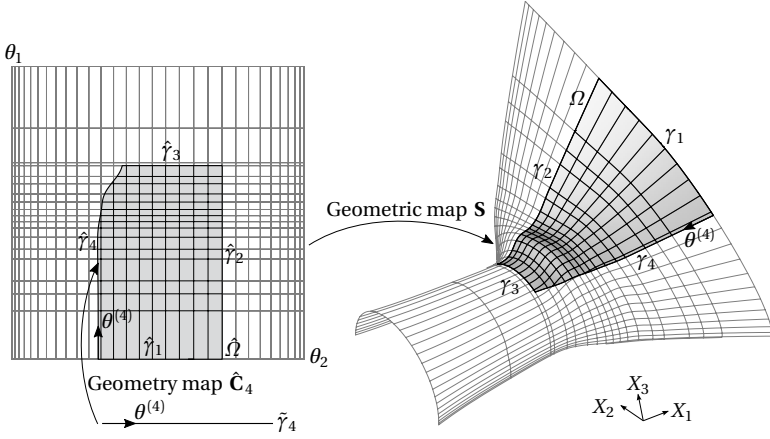 θ₁
γ̂₃
γ̂₄
γ̂₂
θ⁽⁴⁾
γ̂₁
Ω̂
θ₂
Geometry map Ĉ₄
θ⁽⁴⁾
γ̃₄
Geometric map S
Ω
γ₁
γ₂
θ⁽⁴⁾
γ₄
γ₃
X₃
X₂
X₁